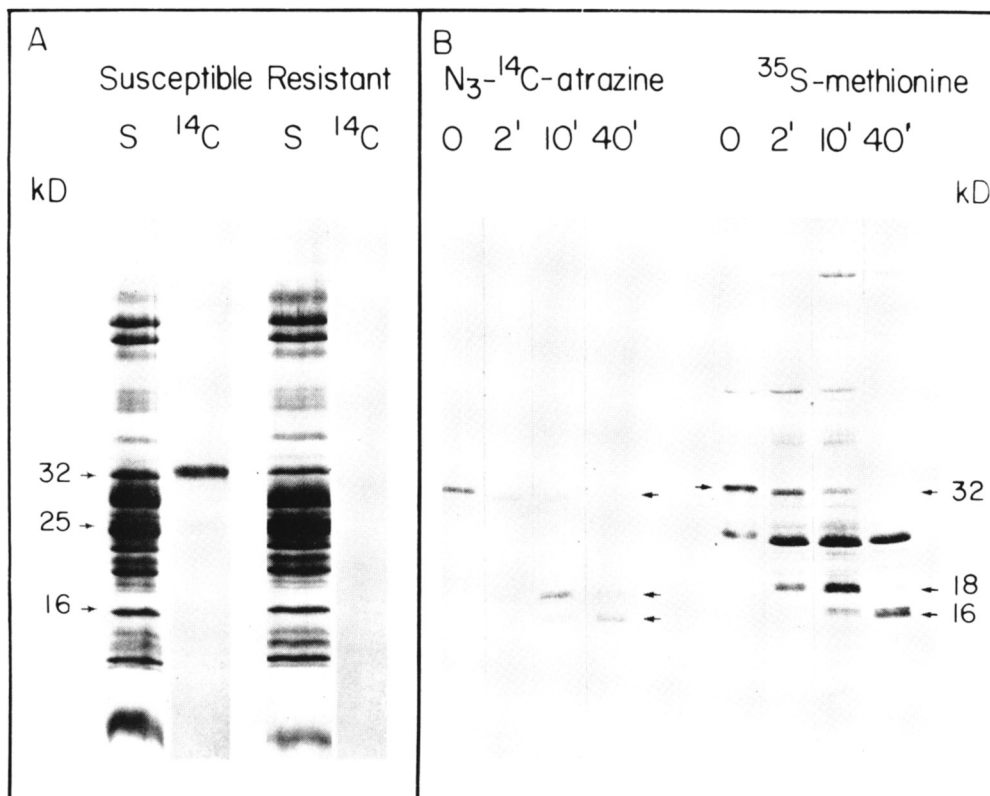 A
Susceptible Resistant
S ¹⁴C S ¹⁴C
kD
32
25
16
B
N₃-¹⁴C-atrazine
³⁵S-methionine
0 2' 10' 40'
0 2' 10' 40'
kD
32
18
16